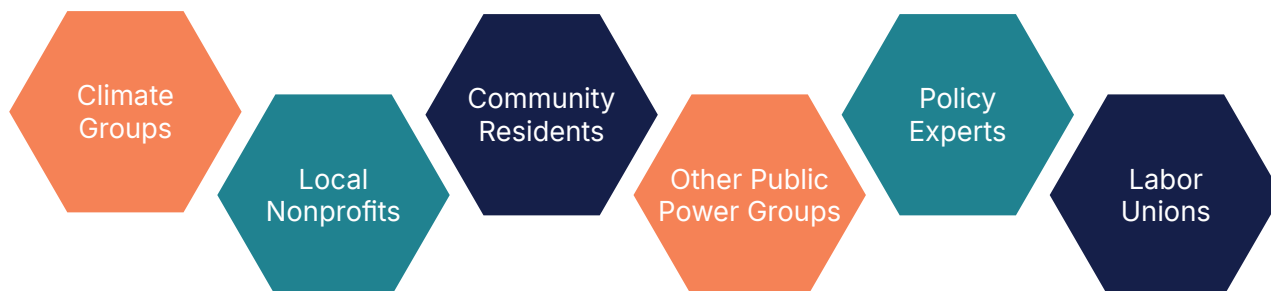 Climate
Groups
Local
Nonprofits
Community
Residents
Other Public
Power Groups
Policy
Experts
Labor
Unions